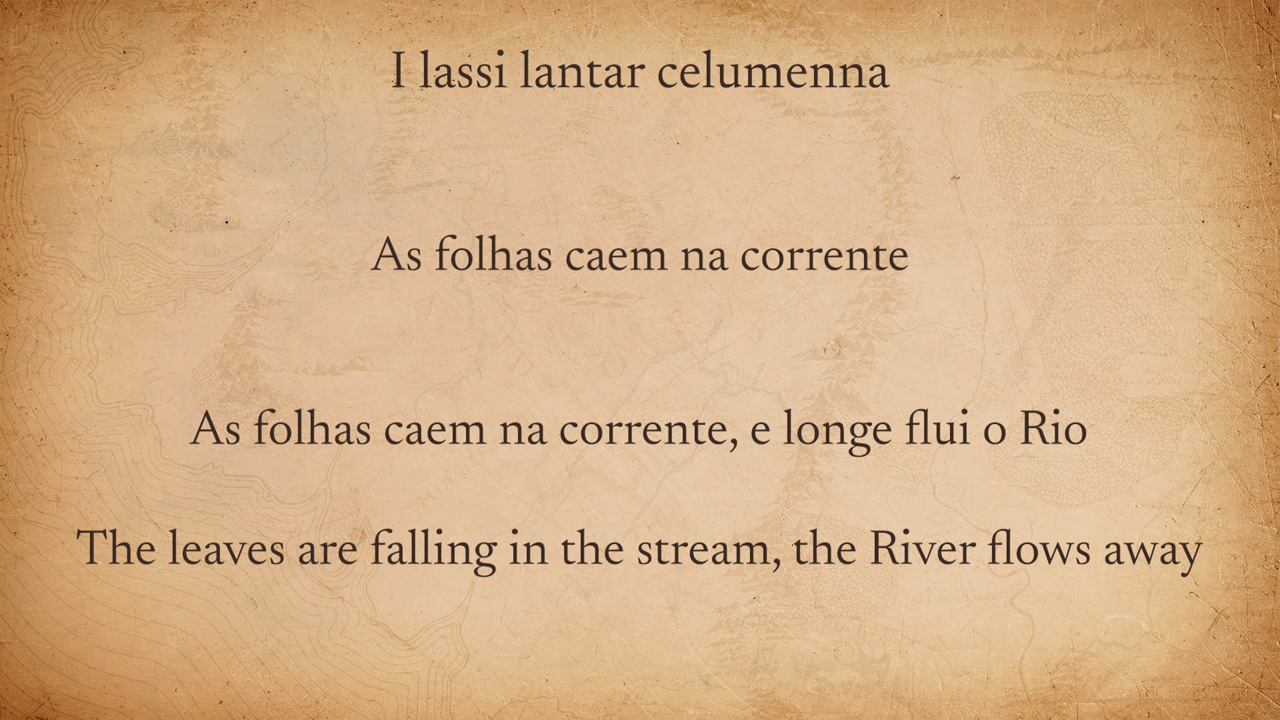 I lassi lantar celumenna
As folhas caem na corrente
As folhas caem na corrente, e longe flui o Rio
The leaves are falling in the stream, the River flows away